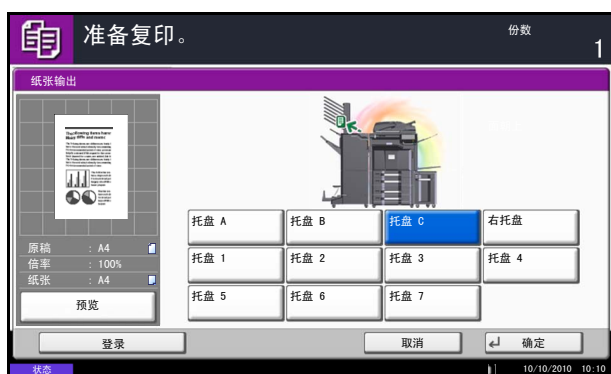 准备复印。
份数
1
纸张输出
原稿 : A4
倍率 : 100%
纸张 : A4
预览
托盘 A 托盘 B 托盘 C 右托盘
托盘 1 托盘 2 托盘 3 托盘 4
托盘 5 托盘 6 托盘 7
登录 取消 确定
状态 10/10/2010 10:10